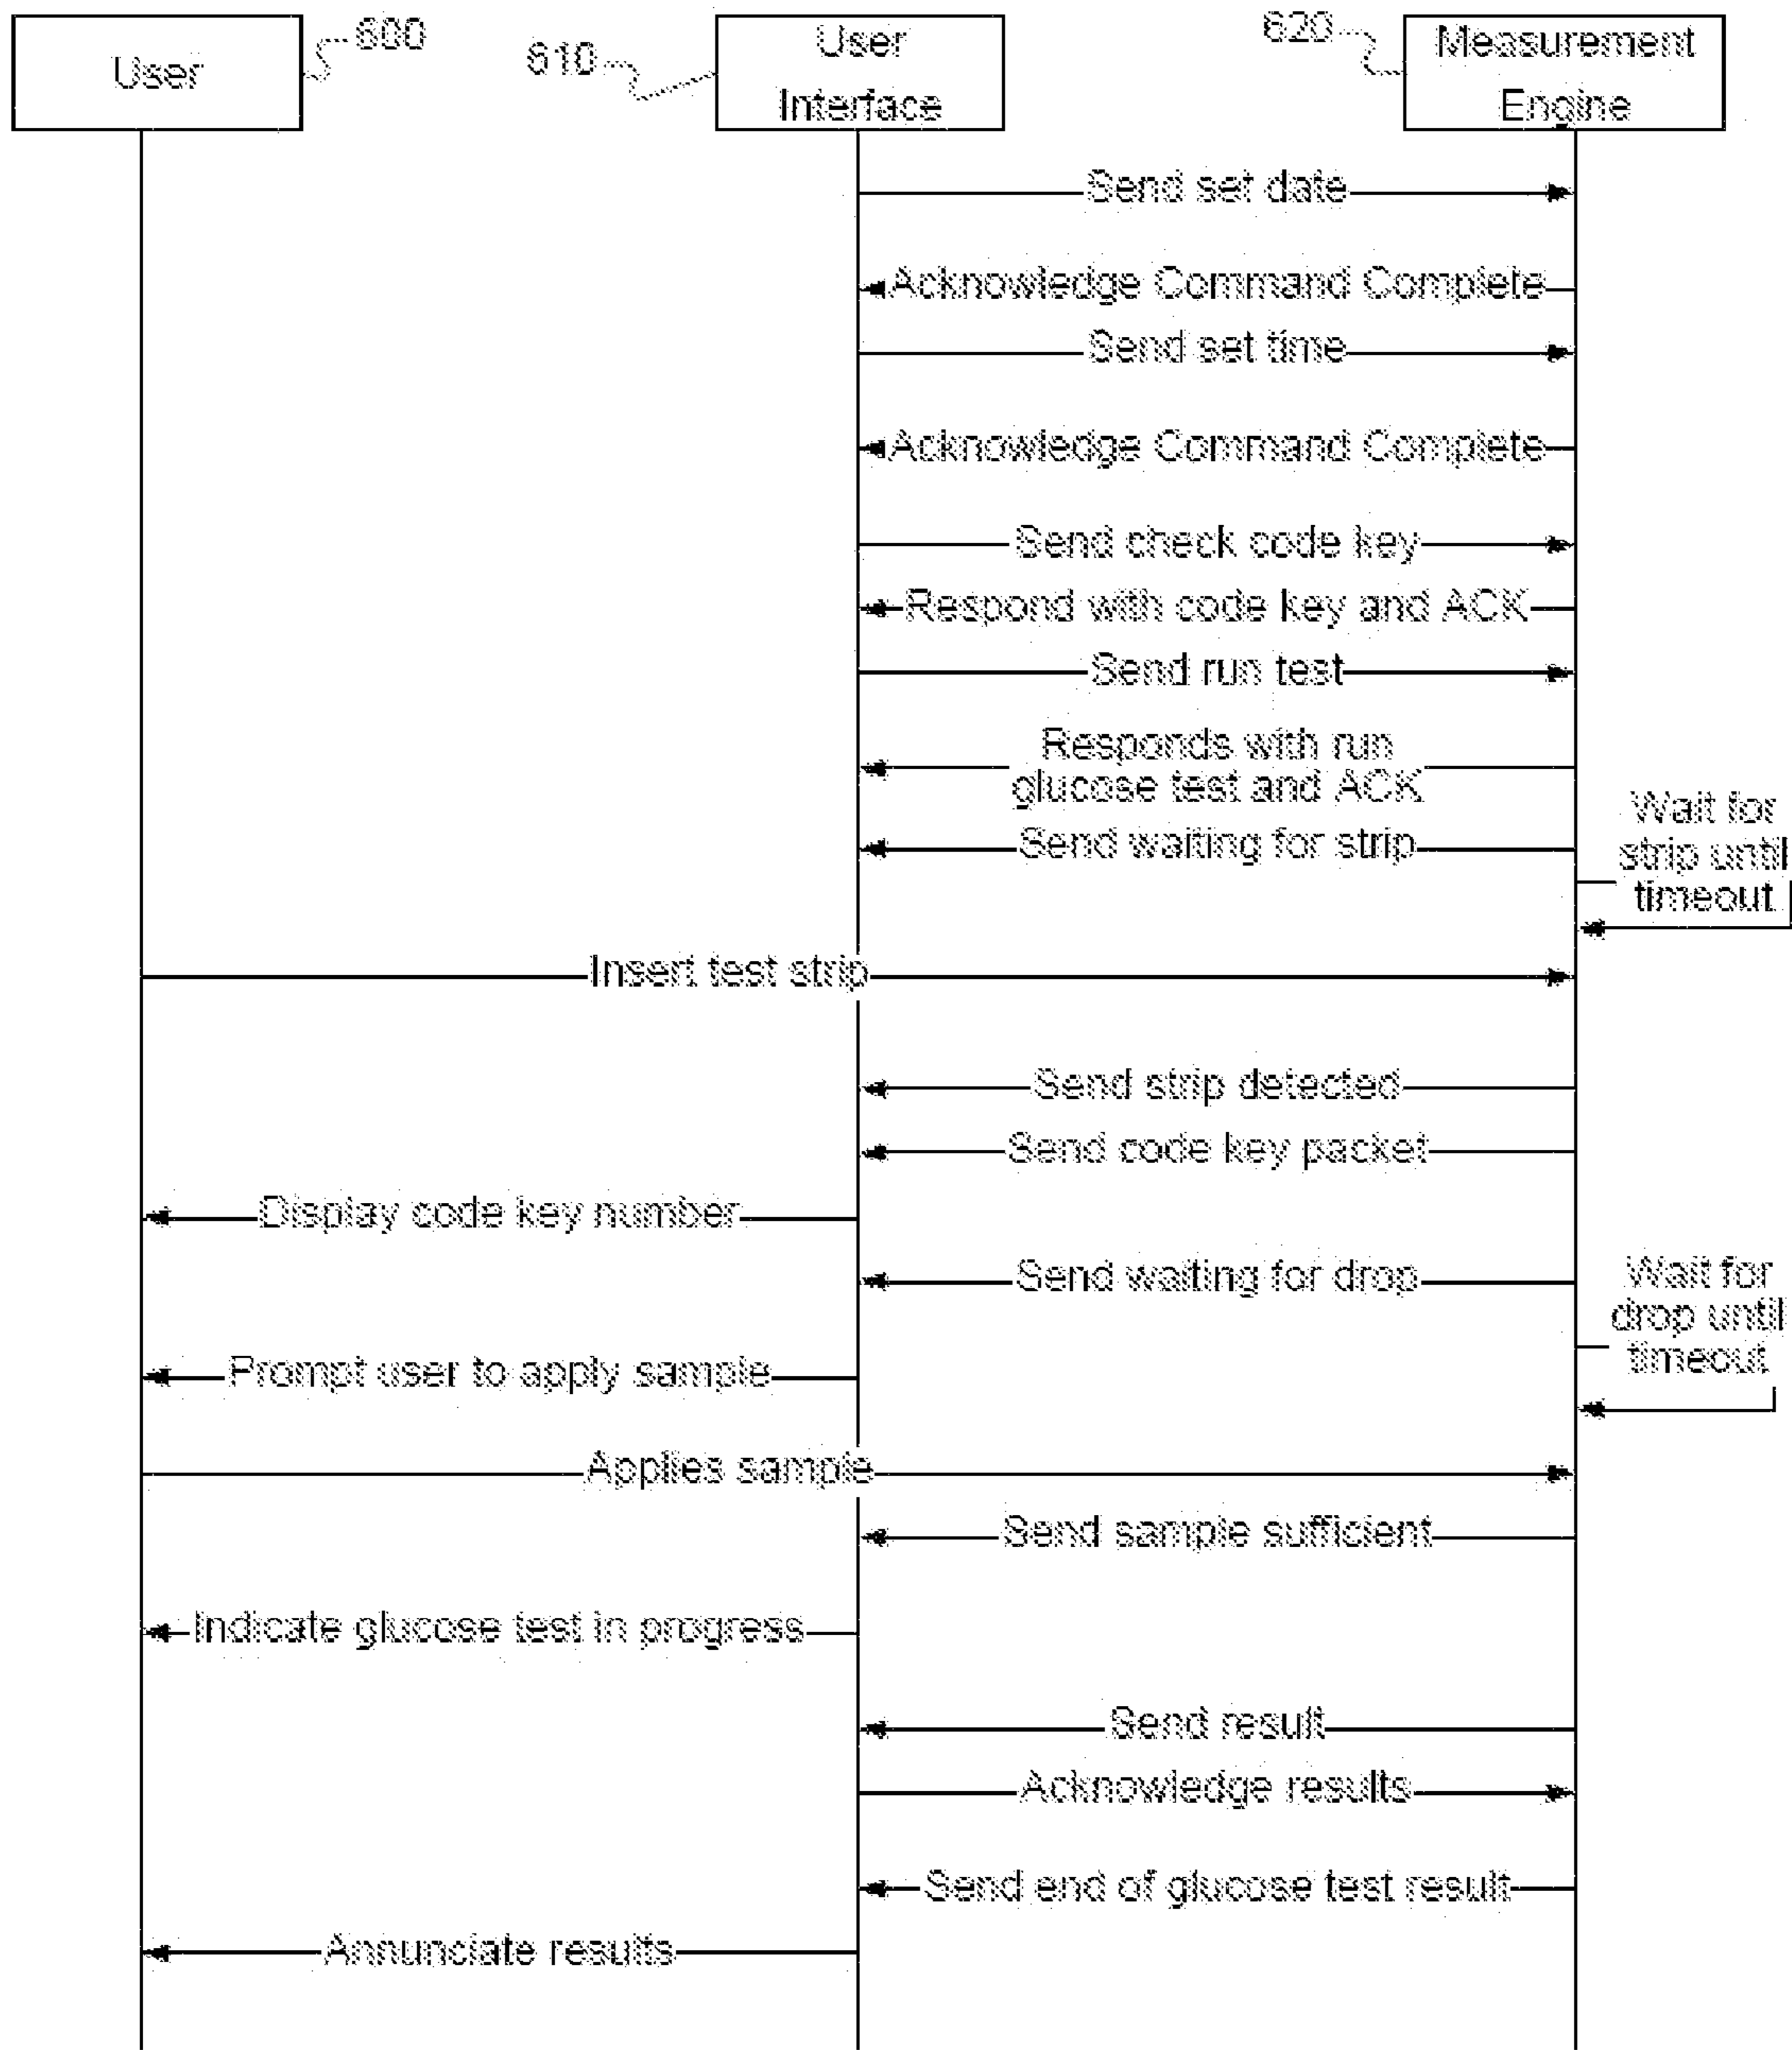 User
600
610
User
Interface
620
Measurement
Engine
Send set date
Acknowledge Command Complete
Send set time
Acknowledge Command Complete
Send check code key
Respond with code key and ACK
Send run test
Responds with run
glucose test and ACK
Send waiting for strip
Wait for
strip until
timeout
Insert test strip
Send strip detected
Send code key packet
Display code key number
Send waiting for drop
Wait for
drop until
timeout
Prompt user to apply sample
Applies sample
Send sample sufficient
Indicate glucose test in progress
Send result
Acknowledge results
Send end of glucose test result
Annunciate results